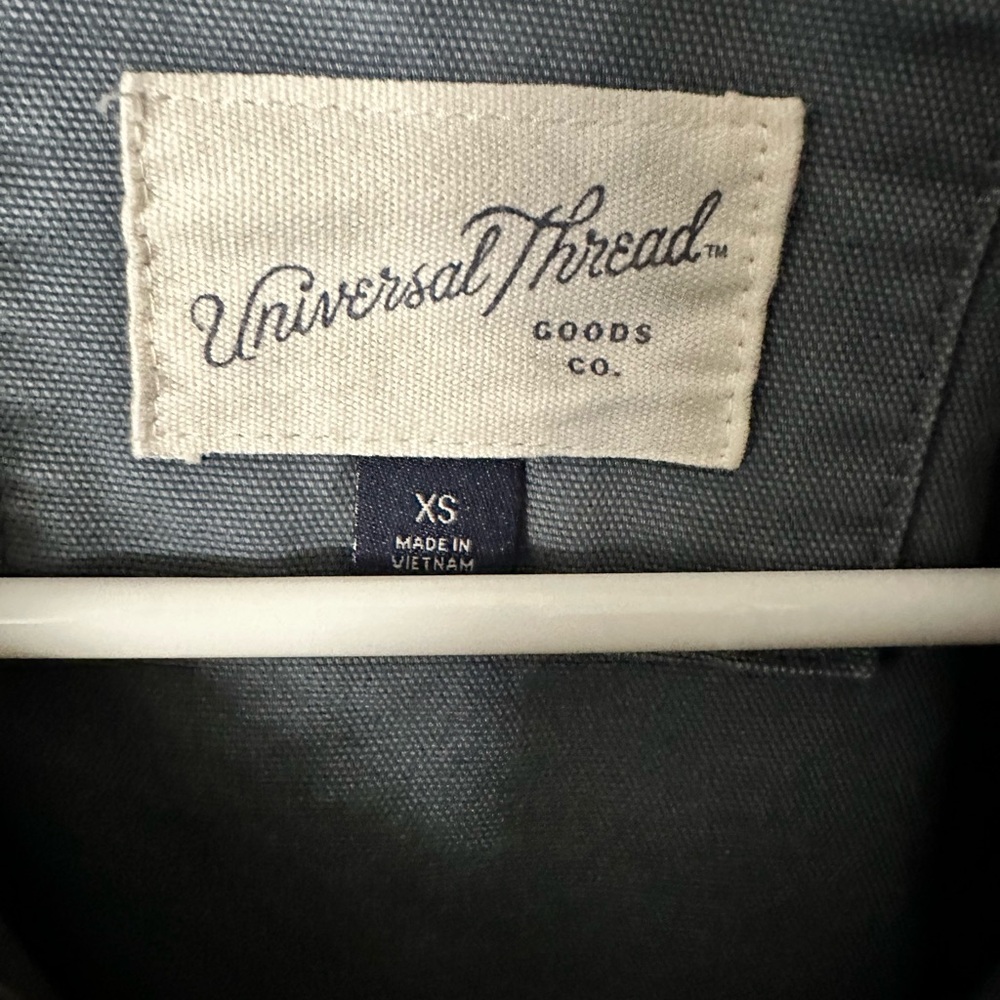 Universal Thread™
GOODS
CO.
XS
MADE IN
VIETNAM